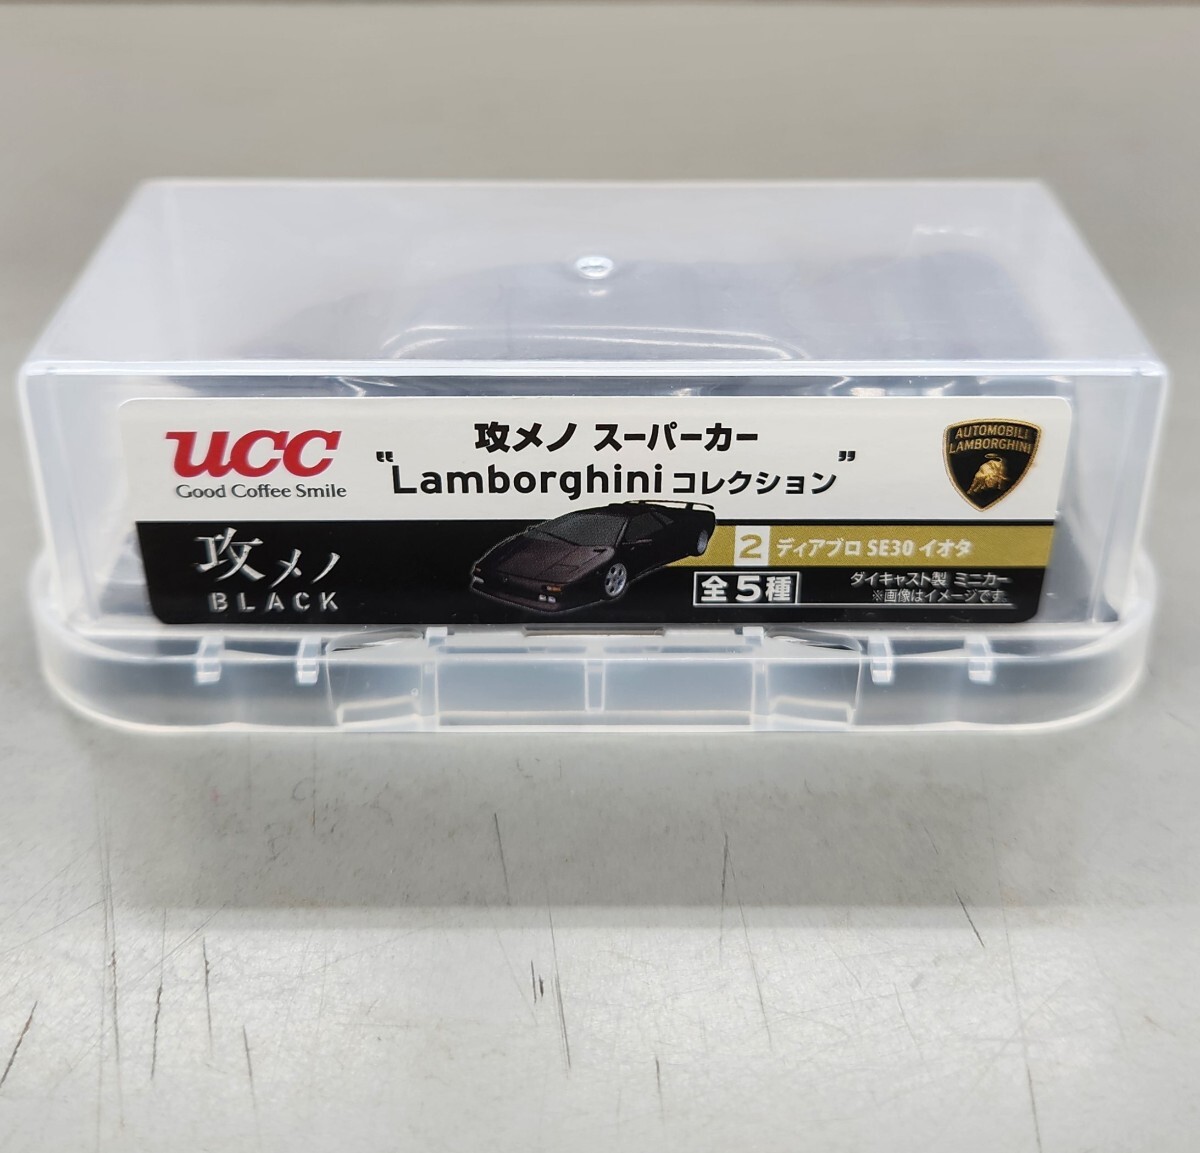 ucc
Good Coffee Smile
攻メノ スーパーカー
"Lamborghini コレクション"
AUTOMOBILI
LAMBORGHINI
攻メノ
BLACK
2 ディアブロ SE30 イオタ
全5種
ダイキャスト製 ミニカー
※画像はイメージです。